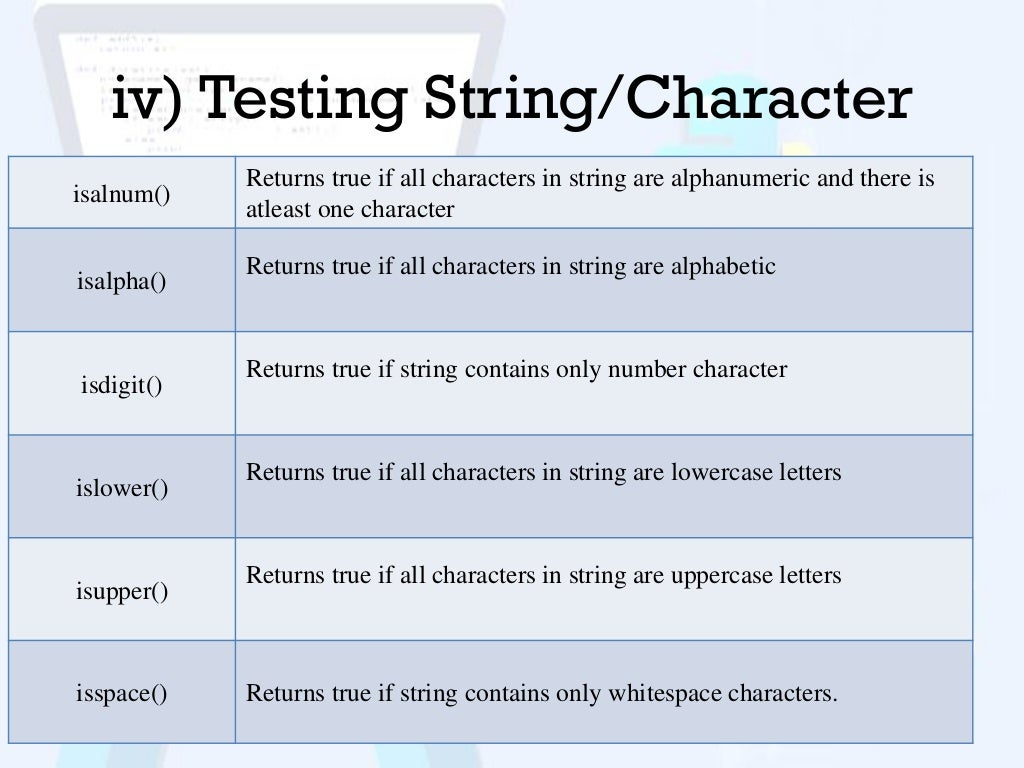 iv) Testing String/Character
isalnum()
Returns true if all characters in string are alphanumeric and there is
atleast one character
isalpha()
Returns true if all characters in string are alphabetic
isdigit()
Returns true if string contains only number character
islower()
Returns true if all characters in string are lowercase letters
isupper()
Returns true if all characters in string are uppercase letters
isspace()
Returns true if string contains only whitespace characters.